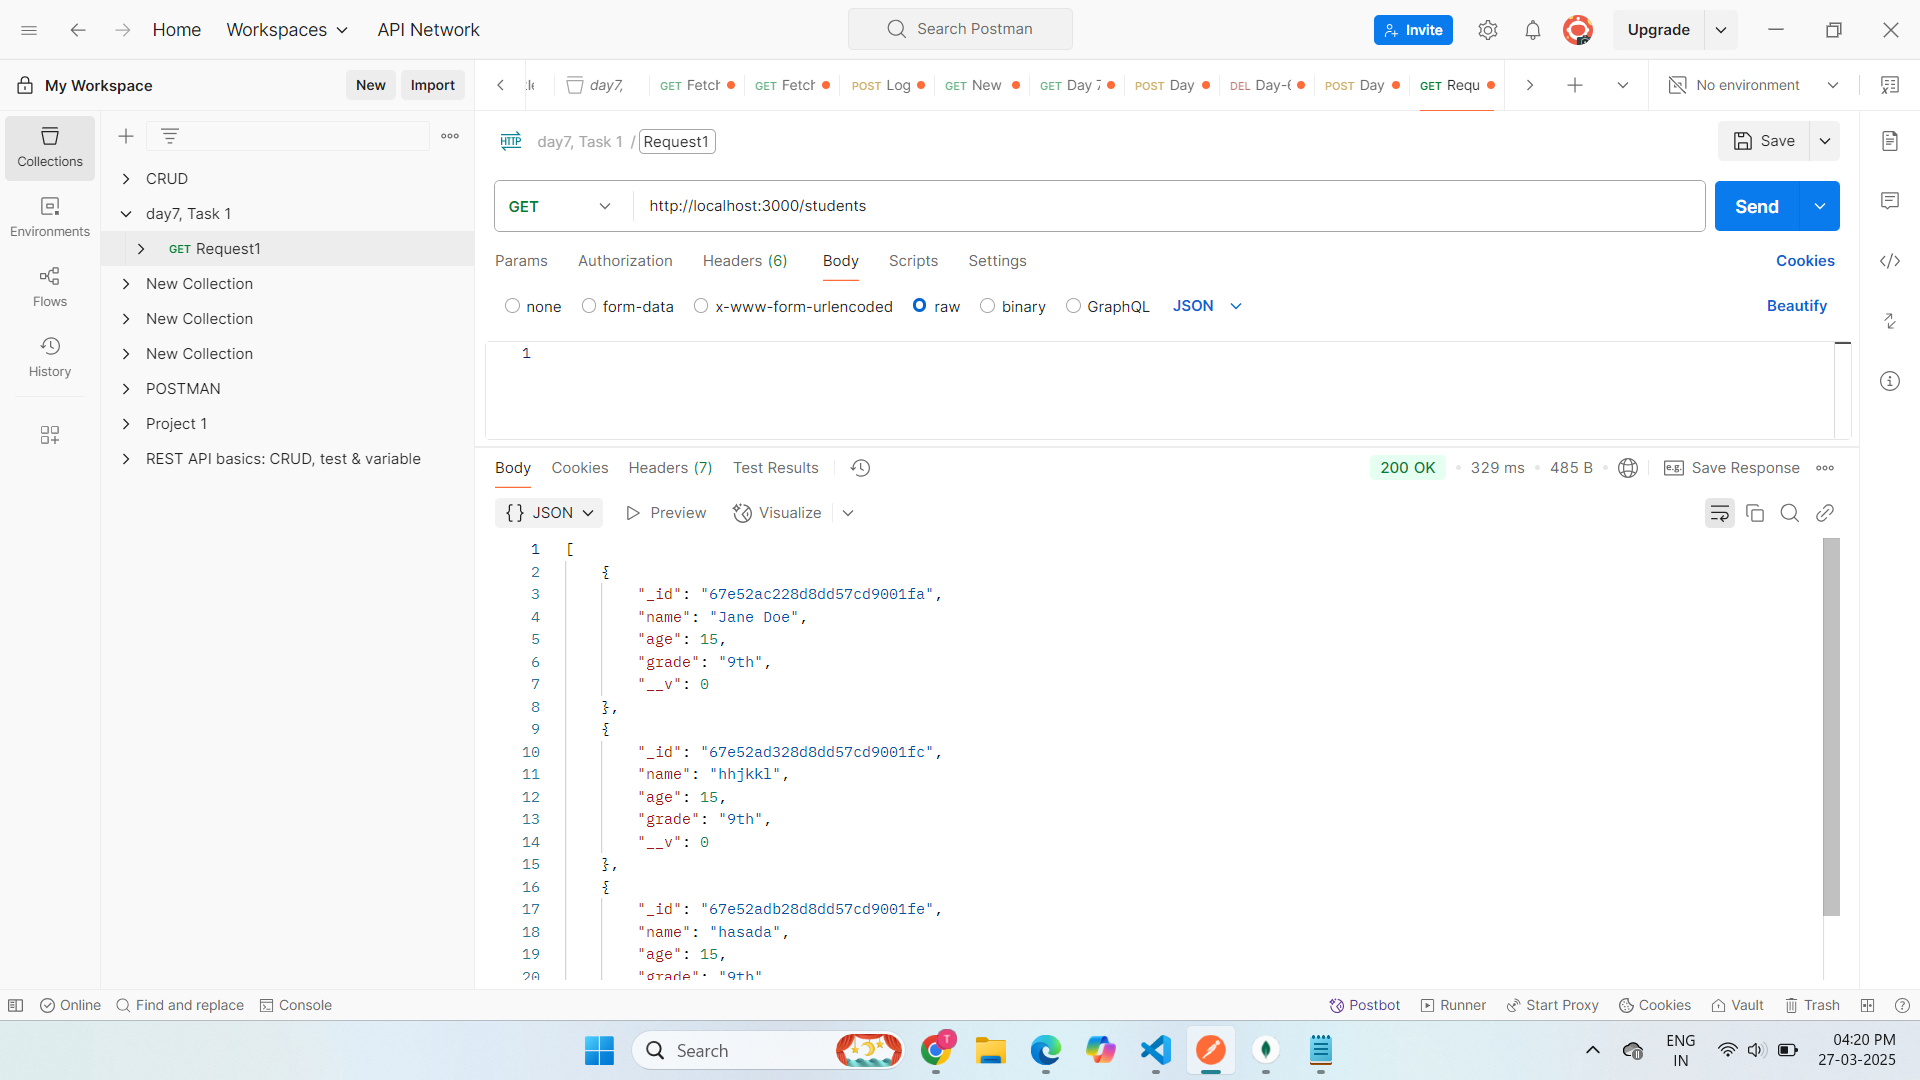 Home Workspaces API Network Search Postman Invite Upgrade
My Workspace New Import day7, GET Fetch GET Fetch POST Log GET New GET Day 7 POST Day DEL Day-6 POST Day GET Requ No environment
Collections
Environments
Flows
History
CRUD
day7, Task 1
GET Request1
New Collection
New Collection
New Collection
POSTMAN
Project 1
REST API basics: CRUD, test & variable
HTTP day7, Task 1 / Request1 Save
GET http://localhost:3000/students Send
Params Authorization Headers (6) Body Scripts Settings Cookies
none form-data x-www-form-urlencoded raw binary GraphQL JSON Beautify
1
Body Cookies Headers (7) Test Results 200 OK 329 ms 485 B e.g. Save Response
{} JSON Preview Visualize
1 [
2 {
3 "_id": "67e52ac228d8dd57cd9001fa",
4 "name": "Jane Doe",
5 "age": 15,
6 "grade": "9th",
7 "__v": 0
8 },
9 {
10 "_id": "67e52ad328d8dd57cd9001fc",
11 "name": "hhjkkl",
12 "age": 15,
13 "grade": "9th",
14 "__v": 0
15 },
16 {
17 "_id": "67e52adb28d8dd57cd9001fe",
18 "name": "hasada",
19 "age": 15,
20 "grade": "9th"
Online Find and replace Console Postbot Runner Start Proxy Cookies Vault Trash
Search T ENG 04:20 PM
IN 27-03-2025